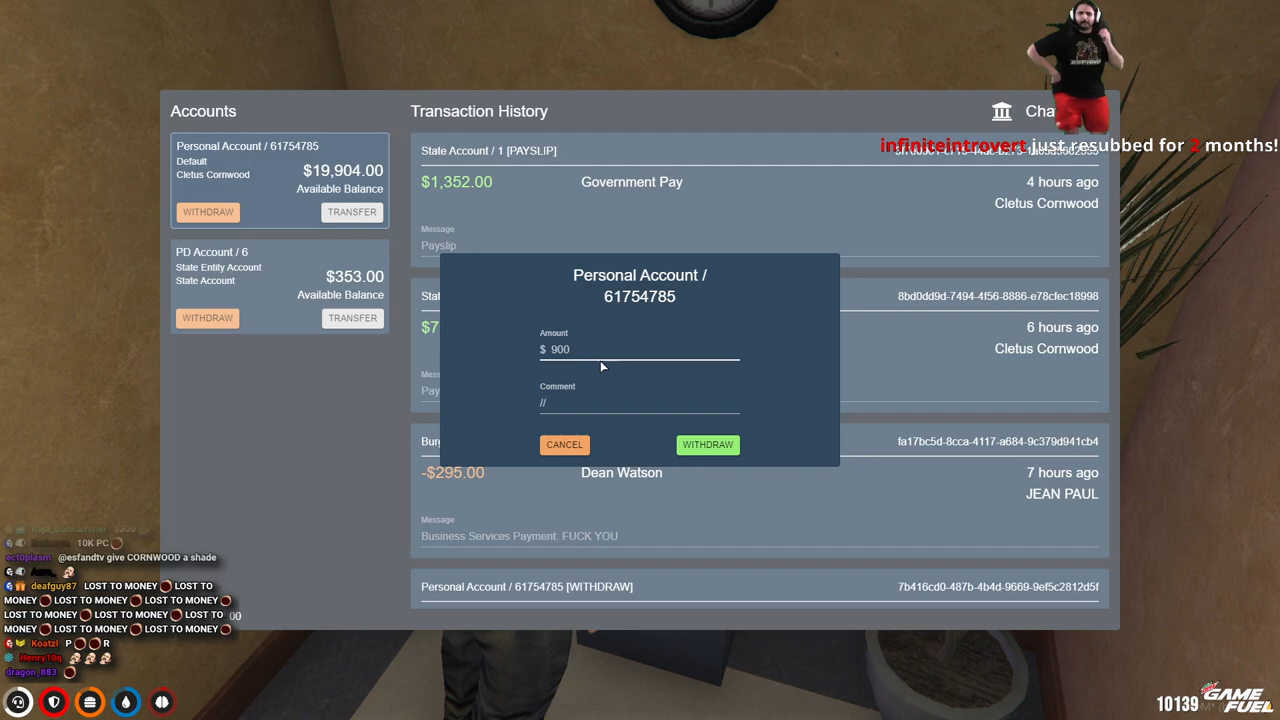 Accounts
Personal Account / 61754785
Default
Cletus Cornwood
$19,904.00
Available Balance
WITHDRAW
TRANSFER
PD Account / 6
State Entity Account
State Account
$353.00
Available Balance
WITHDRAW
TRANSFER
Transaction History
Cha
infiniteintrovert just resubbed for 2 months!
State Account / 1 [PAYSLIP]
$1,352.00
Government Pay
4 hours ago
Cletus Cornwood
Message
Payslip
8bd0dd9d-7494-4f56-8886-e78cfec18998
6 hours ago
Cletus Cornwood
Personal Account /
61754785
Amount
$ 900
Comment
//
CANCEL
WITHDRAW
fa17bc5d-8cca-4117-a684-9c379d941cb4
-$295.00
Dean Watson
7 hours ago
JEAN PAUL
Message
Business Services Payment: FUCK YOU
Personal Account / 61754785 [WITHDRAW]
7b416cd0-487b-4b4d-9669-9ef5c2812d5f
10K PC
ect0plasm @esfandtv give CORNWOOD a shade
deafguy87 LOST TO MONEY LOST TO
MONEY LOST TO MONEY LOST TO MONEY
LOST TO MONEY LOST TO MONEY LOST TO
MONEY LOST TO MONEY LOST TO MONEY
Koatzl P R
Henry10q
dragon_883
10139
GAME
FUEL